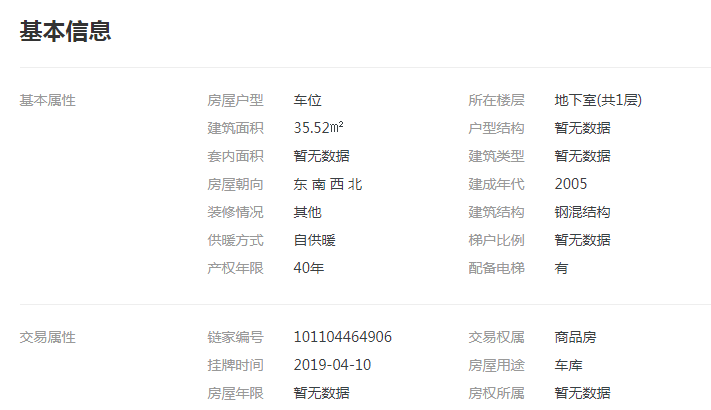 基本信息
基本属性 房屋户型 车位 所在楼层 地下室(共1层)
建筑面积 35.52㎡ 户型结构 暂无数据
套内面积 暂无数据 建筑类型 暂无数据
房屋朝向 东 南 西 北 建成年代 2005
装修情况 其他 建筑结构 钢混结构
供暖方式 自供暖 梯户比例 暂无数据
产权年限 40年 配备电梯 有
交易属性 链家编号 101104464906 交易权属 商品房
挂牌时间 2019-04-10 房屋用途 车库
房屋年限 暂无数据 房权所属 暂无数据